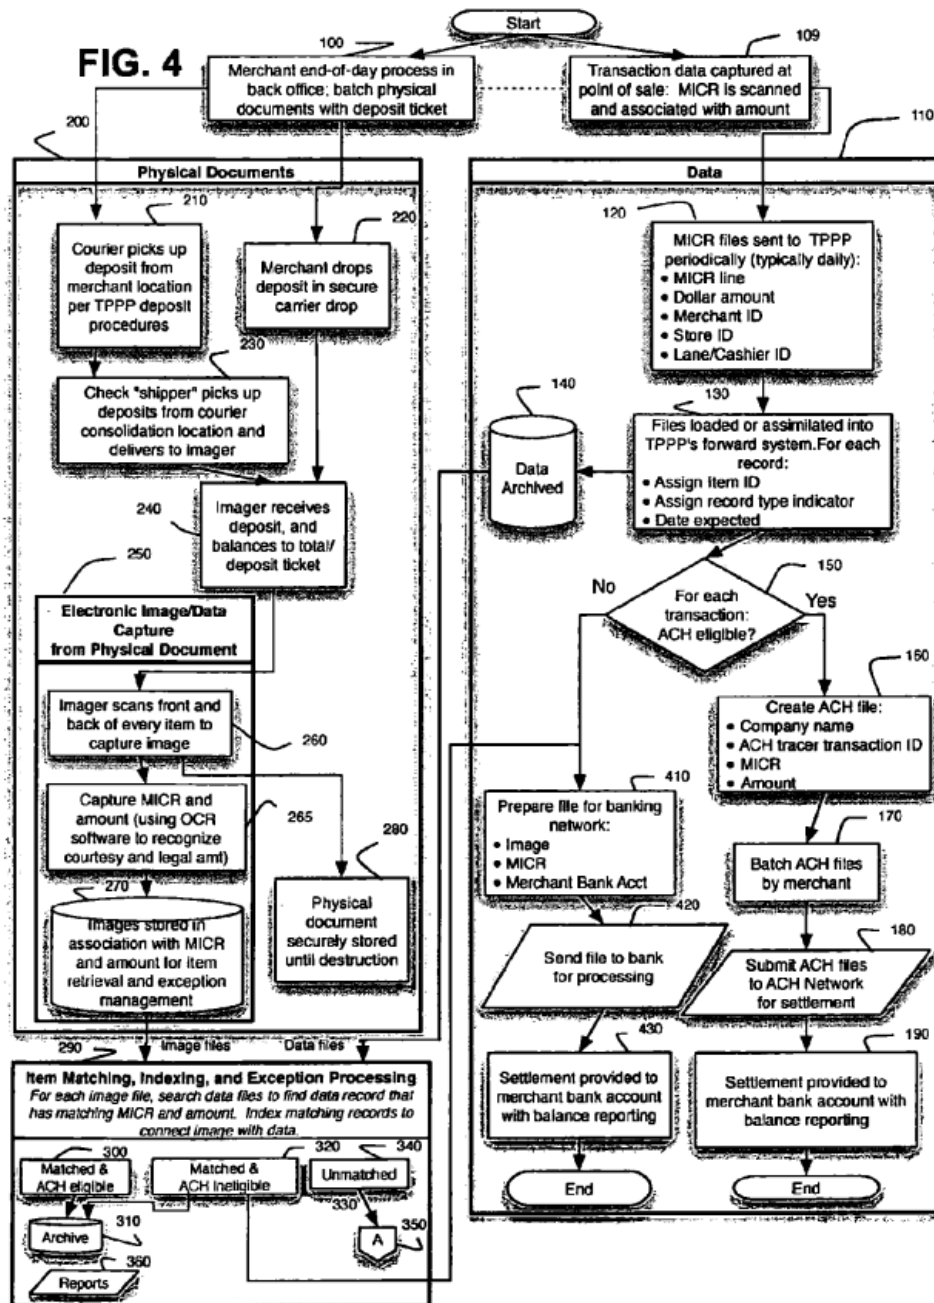 FIG. 4
Start
100
Merchant end-of-day process in
back office; batch physical
documents with deposit ticket
109
Transaction data captured at
point of sale: MICR is scanned
and associated with amount
200
Physical Documents
210
Courier picks up
deposit from
merchant location
per TPPP deposit
procedures
220
Merchant drops
deposit in secure
carrier drop
230
Check "shipper" picks up
deposits from courier
consolidation location and
delivers to Imager
240
Imager receives
deposit, and
balances to total/
deposit ticket
250
Electronic Image/Data
Capture
from Physical Document
Imager scans front and
back of every item to
capture image
260
Capture MICR and
amount (using OCR
software to recognize
courtesy and legal amt)
265
270
Images stored in
association with MICR
and amount for item
retrieval and exception
management
280
Physical
document
securely stored
until destruction
110
Data
120
MICR files sent to TPPP
periodically (typically daily):
• MICR line
• Dollar amount
• Merchant ID
• Store ID
• Lane/Cashier ID
130
Files loaded or assimilated into
TPPP's forward system.For each
record:
• Assign Item ID
• Assign record type indicator
• Date expected
140
Data
Archived
150
For each
transaction:
ACH eligible?
No
Yes
160
Create ACH file:
• Company name
• ACH tracer transaction ID
• MICR
• Amount
170
Batch ACH files
by merchant
180
Submit ACH files
to ACH Network
for settlement
190
Settlement provided to
merchant bank account with
balance reporting
End
410
Prepare file for banking
network:
• Image
• MICR
• Merchant Bank Acct
420
Send file to bank
for processing
430
Settlement provided to
merchant bank account
with balance reporting
End
290
Image files
Data files
Item Matching, Indexing, and Exception Processing
For each image file, search data files to find data record that
has matching MICR and amount. Index matching records to
connect image with data.
300
Matched &
ACH eligible
320
Matched &
ACH Ineligible
340
Unmatched
330
310
Archive
350
A
360
Reports